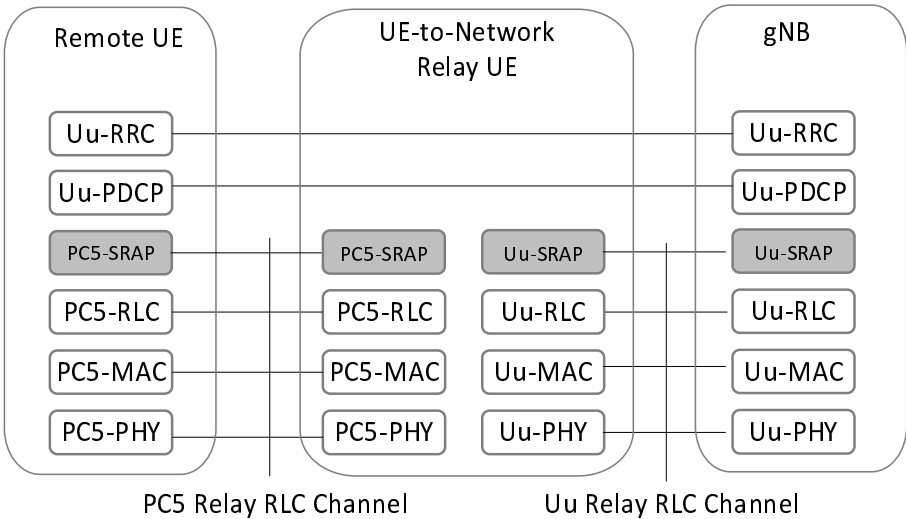 Remote UE
UE-to-Network
Relay UE
gNB
Uu-RRC
Uu-RRC
Uu-PDCP
Uu-PDCP
PC5-SRAP
PC5-SRAP
Uu-SRAP
Uu-SRAP
PC5-RLC
PC5-RLC
Uu-RLC
Uu-RLC
PC5-MAC
PC5-MAC
Uu-MAC
Uu-MAC
PC5-PHY
PC5-PHY
Uu-PHY
Uu-PHY
PC5 Relay RLC Channel
Uu Relay RLC Channel